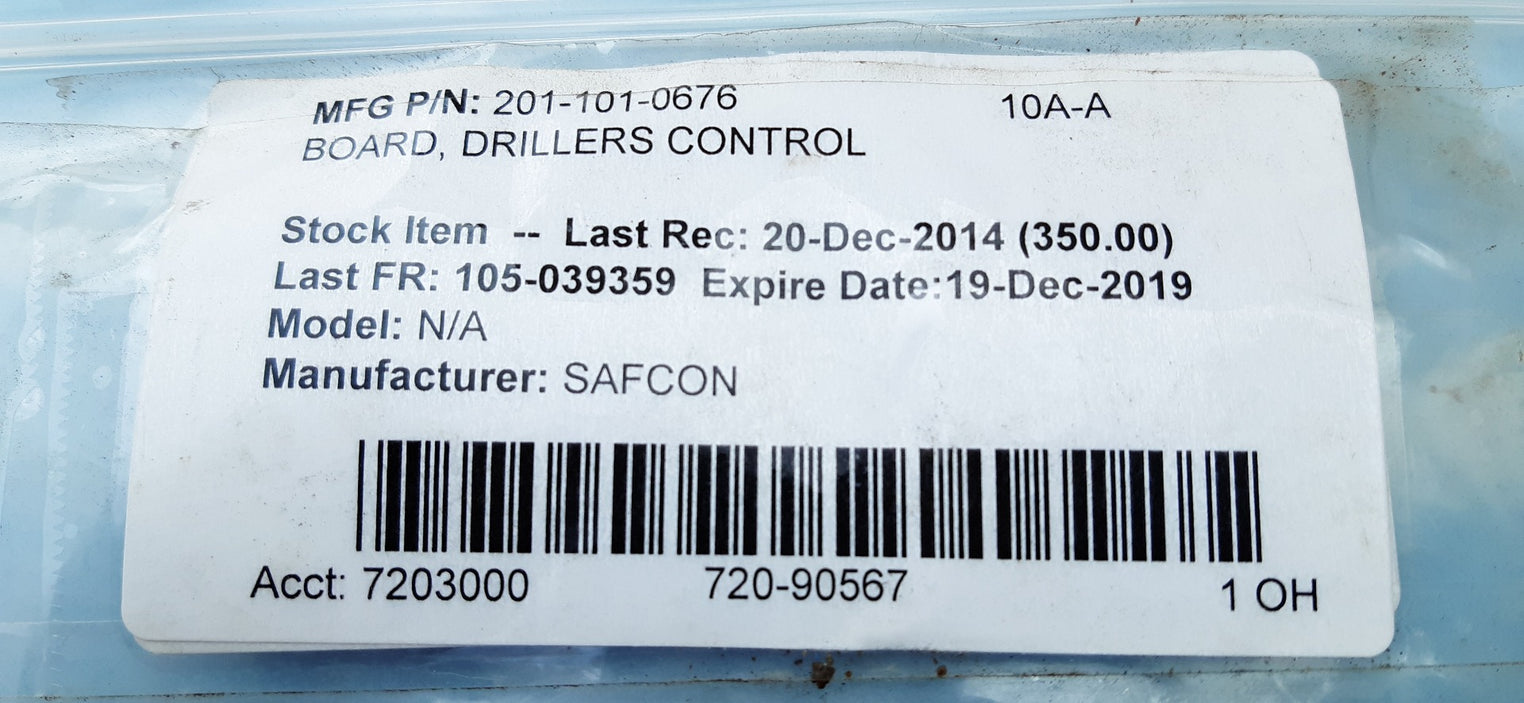 MFG P/N: 201-101-0676 10A-A
BOARD, DRILLERS CONTROL
Stock Item -- Last Rec: 20-Dec-2014 (350.00)
Last FR: 105-039359 Expire Date:19-Dec-2019
Model: N/A
Manufacturer: SAFCON
Acct: 7203000 720-90567 1 OH